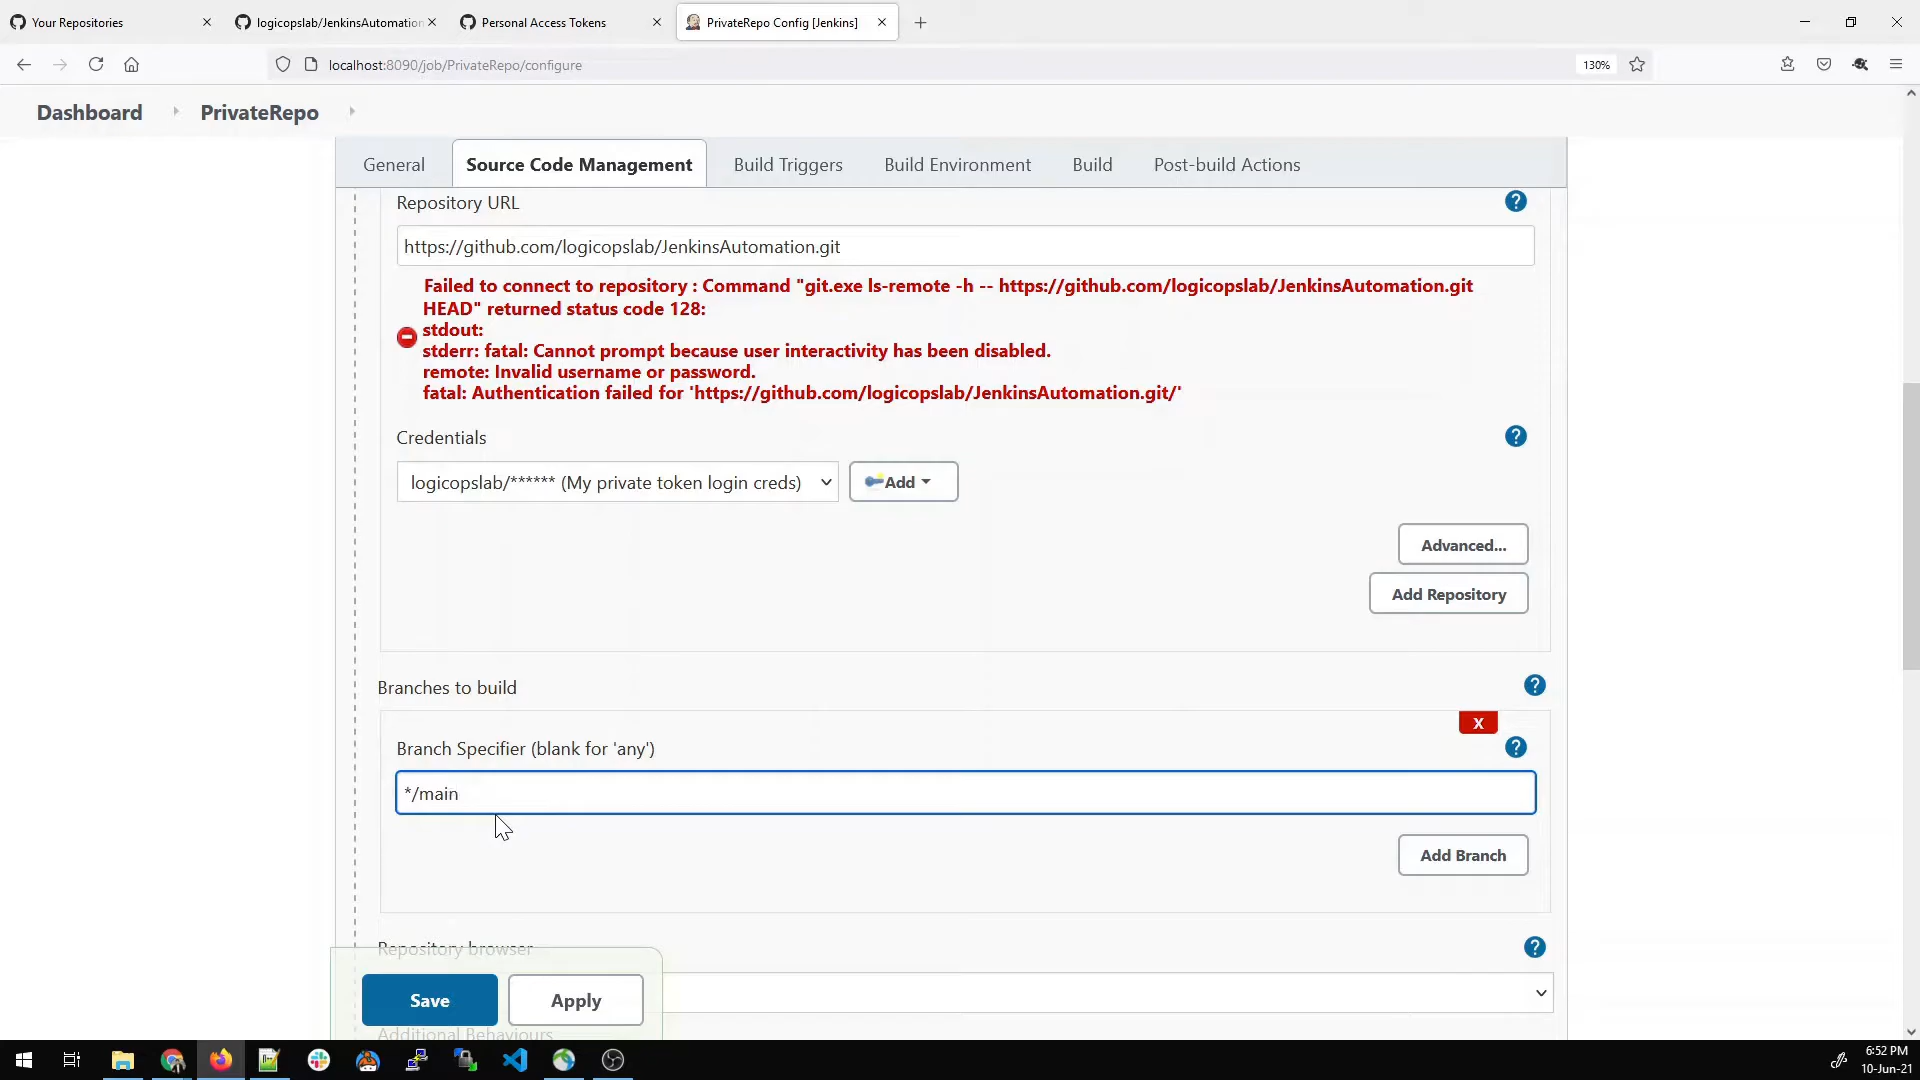 Your Repositories
logicopslab/JenkinsAutomation
Personal Access Tokens
PrivateRepo Config [Jenkins]
localhost:8090/job/PrivateRepo/configure
130%
Dashboard
PrivateRepo
General
Source Code Management
Build Triggers
Build Environment
Build
Post-build Actions
Repository URL
?
https://github.com/logicopslab/JenkinsAutomation.git
Failed to connect to repository : Command "git.exe ls-remote -h -- https://github.com/logicopslab/JenkinsAutomation.git
HEAD" returned status code 128:
stdout:
stderr: fatal: Cannot prompt because user interactivity has been disabled.
remote: Invalid username or password.
fatal: Authentication failed for 'https://github.com/logicopslab/JenkinsAutomation.git/'
Credentials
?
logicopslab/****** (My private token login creds)
Add
Advanced...
Add Repository
Branches to build
?
X
Branch Specifier (blank for 'any')
?
*/main
Add Branch
Repository browser
?
Save
Apply
Additional Behaviours
6:52 PM
10-Jun-21